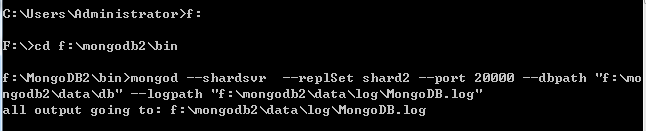 C:\Users\Administrator>f:
F:\>cd f:\mongodb2\bin
f:\MongoDB2\bin>mongod --shardsvr  --replSet shard2 --port 20000 --dbpath "f:\mo
ngodb2\data\db" --logpath "f:\mongodb2\data\log\MongoDB.log"
all output going to: f:\mongodb2\data\log\MongoDB.log